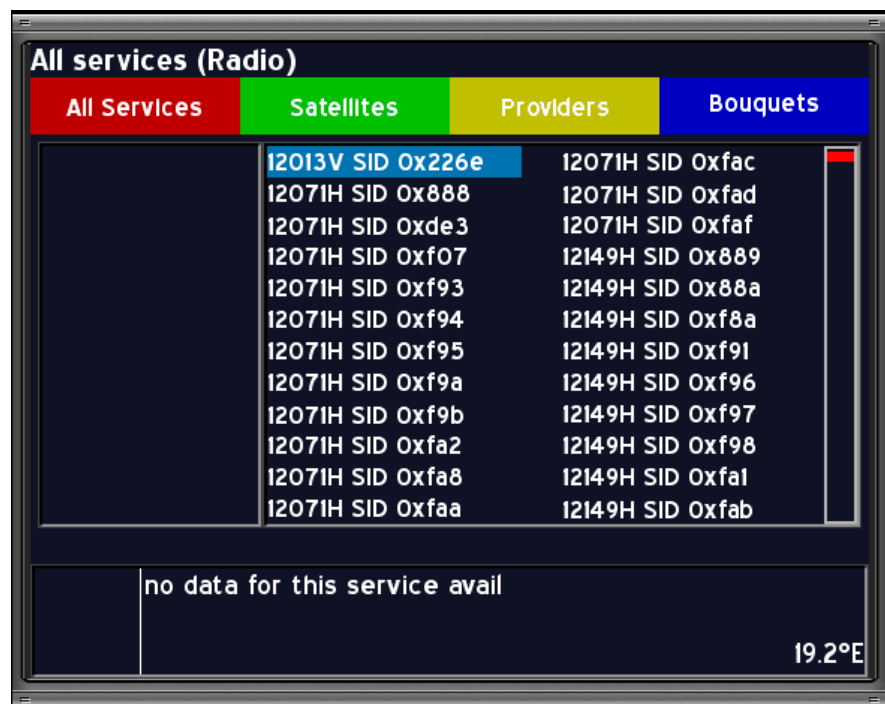 All services (Radio)
All Services Satellites Providers Bouquets
12013V SID 0x226e
12071H SID 0x888
12071H SID 0xde3
12071H SID 0xf07
12071H SID 0xf93
12071H SID 0xf94
12071H SID 0xf95
12071H SID 0xf9a
12071H SID 0xf9b
12071H SID 0xfa2
12071H SID 0xfa8
12071H SID 0xfaa
12071H SID 0xfac
12071H SID 0xfad
12071H SID 0xfaf
12149H SID 0x889
12149H SID 0x88a
12149H SID 0xf8a
12149H SID 0xf91
12149H SID 0xf96
12149H SID 0xf97
12149H SID 0xf98
12149H SID 0xfa1
12149H SID 0xfab
no data for this service avail
19.2°E